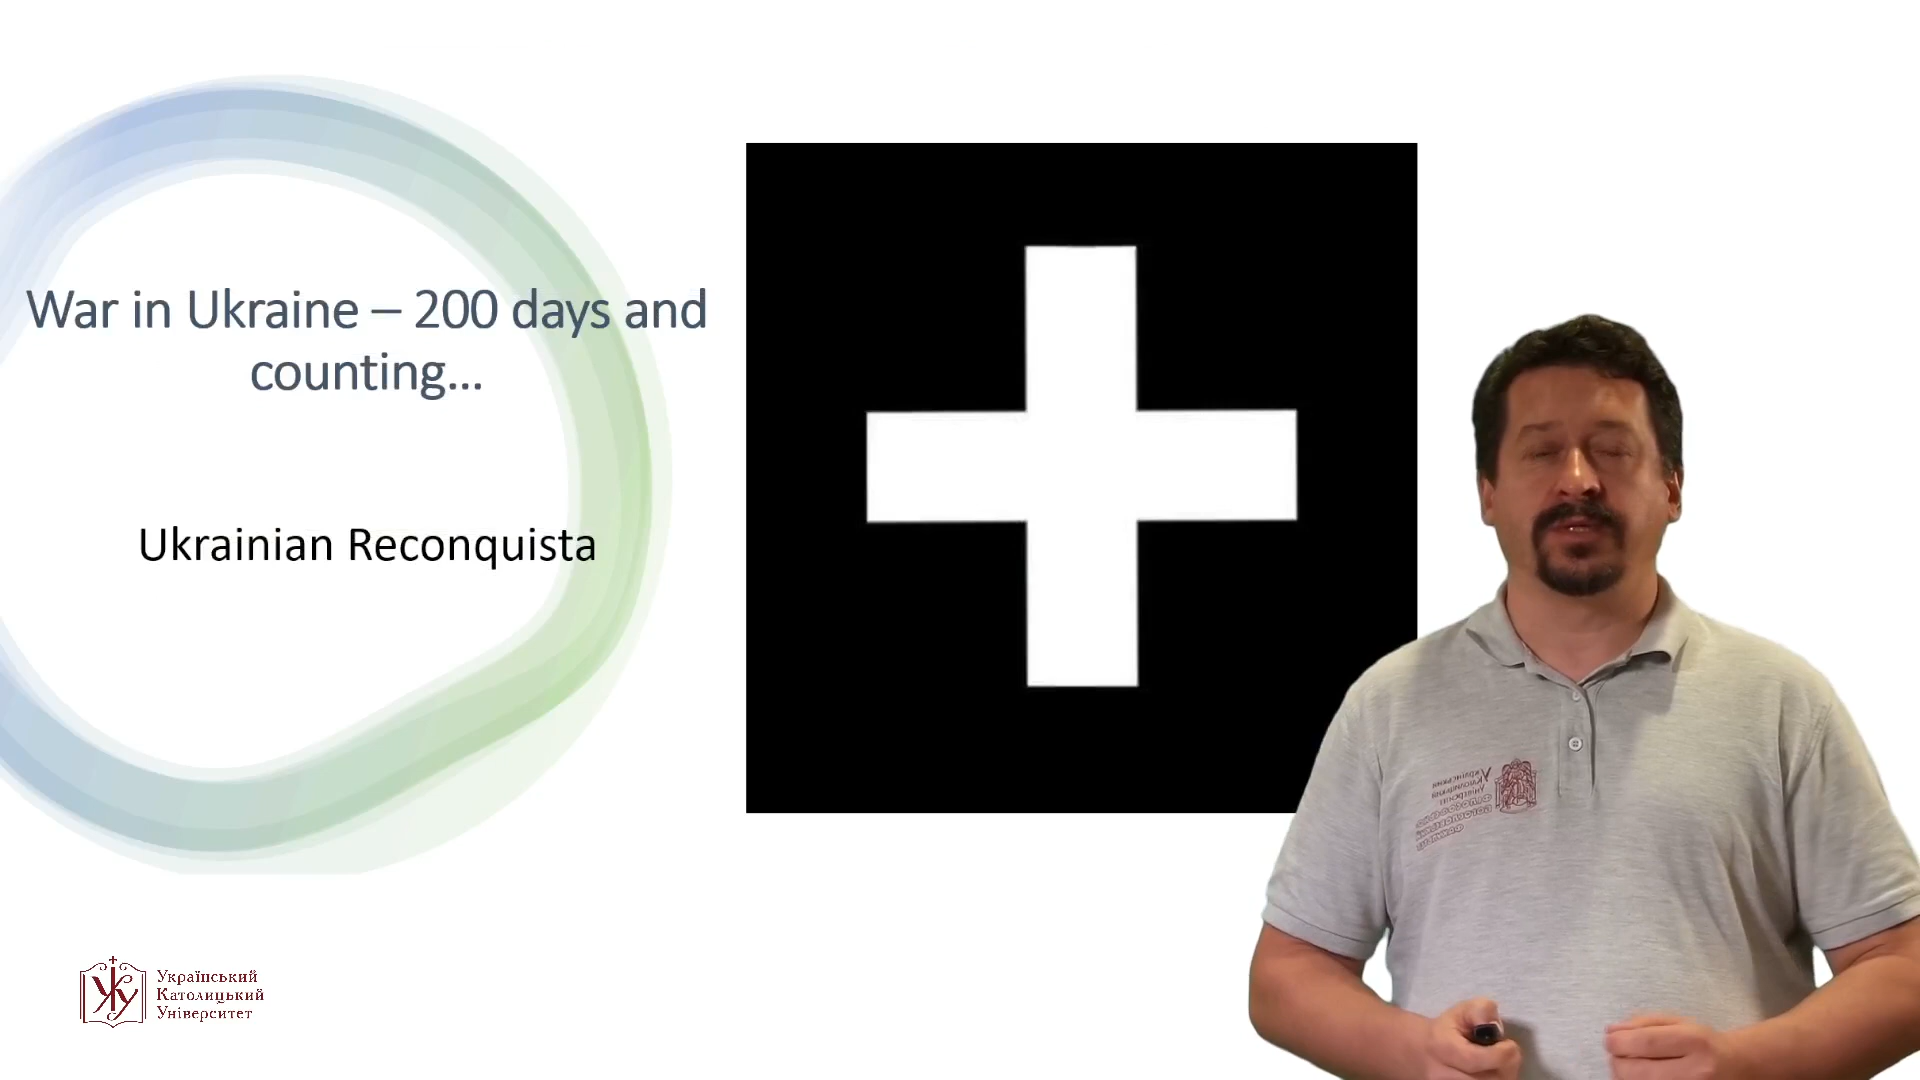 War in Ukraine – 200 days and
counting...
Ukrainian Reconquista
Український
Католицький
Університет